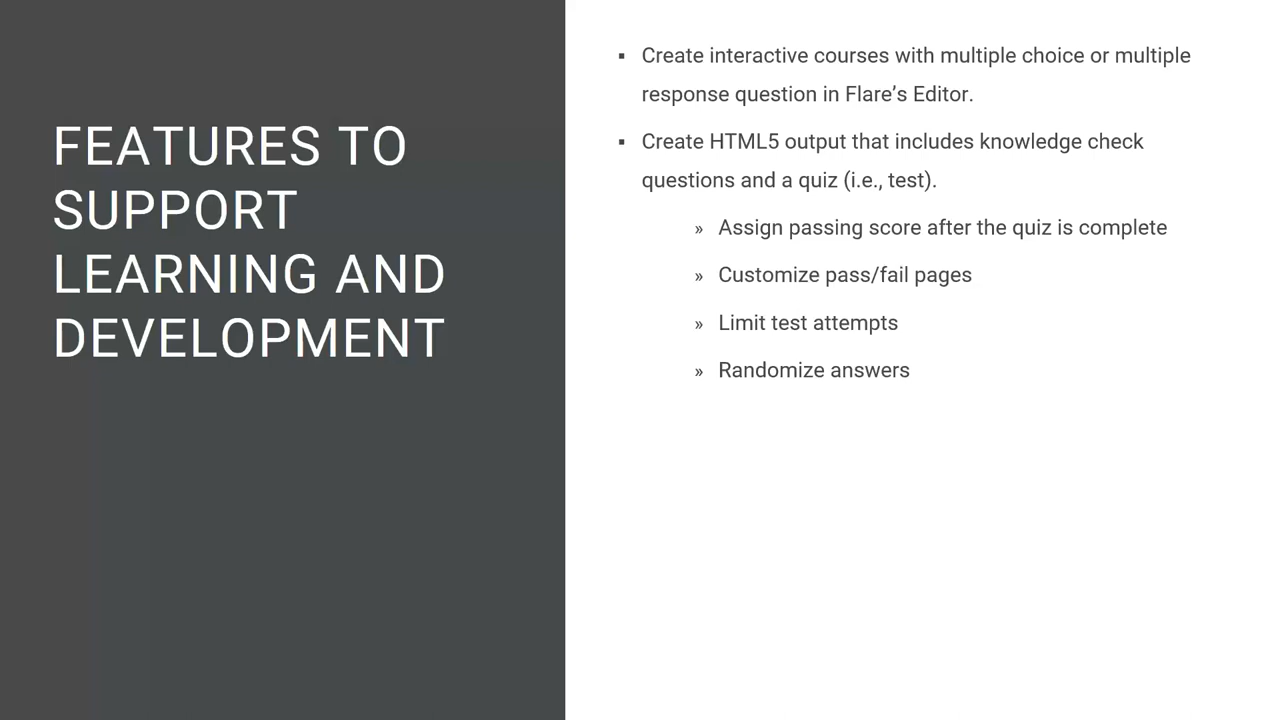 FEATURES TO
SUPPORT
LEARNING AND
DEVELOPMENT
▪ Create interactive courses with multiple choice or multiple
response question in Flare’s Editor.
▪ Create HTML5 output that includes knowledge check
questions and a quiz (i.e., test).
» Assign passing score after the quiz is complete
» Customize pass/fail pages
» Limit test attempts
» Randomize answers